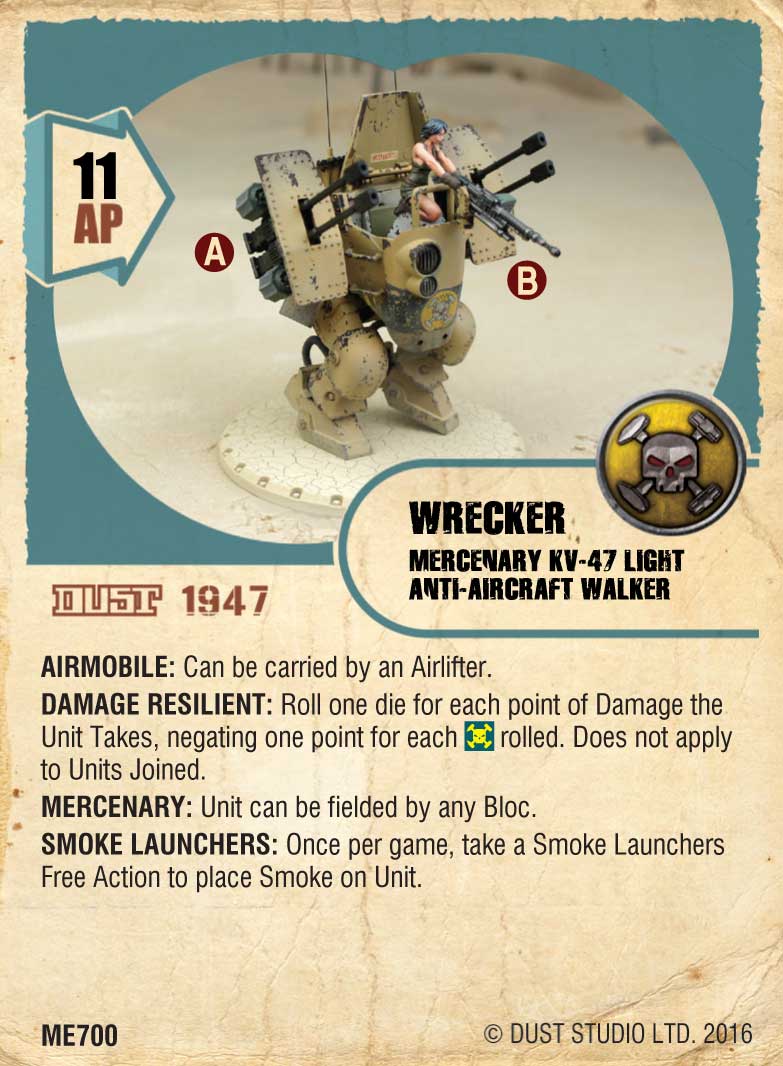 11
AP
A
B
WRECKER
MERCENARY KV-47 LIGHT
ANTI-AIRCRAFT WALKER
DUST 1947
AIRMOBILE: Can be carried by an Airlifter.
DAMAGE RESILIENT: Roll one die for each point of Damage the
Unit Takes, negating one point for each rolled. Does not apply
to Units Joined.
MERCENARY: Unit can be fielded by any Bloc.
SMOKE LAUNCHERS: Once per game, take a Smoke Launchers
Free Action to place Smoke on Unit.
ME700
© DUST STUDIO LTD. 2016